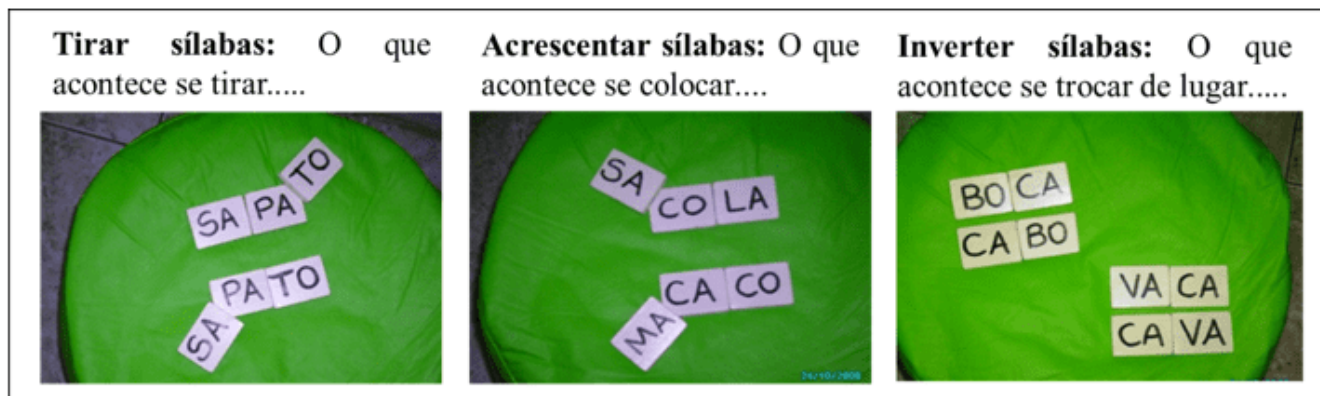 Tirar sílabas: O que
acontece se tirar.....
Acrescentar sílabas: O que
acontece se colocar....
Inverter sílabas: O que
acontece se trocar de lugar.....
TO
SA PA
PA TO
SA
SA
CO LA
CA CO
MA
BO CA
CA BO
VA CA
CA VA